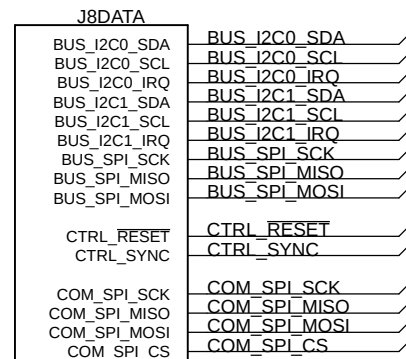 J8DATA
BUS_I2C0_SDA BUS_I2C0_SDA
BUS_I2C0_SCL BUS_I2C0_SCL
BUS_I2C0_IRQ BUS_I2C0_IRQ
BUS_I2C1_SDA BUS_I2C1_SDA
BUS_I2C1_SCL BUS_I2C1_SCL
BUS_I2C1_IRQ BUS_I2C1_IRQ
BUS_SPI_SCK BUS_SPI_SCK
BUS_SPI_MISO BUS_SPI_MISO
BUS_SPI_MOSI BUS_SPI_MOSI
CTRL_RESET CTRL_RESET
CTRL_SYNC CTRL_SYNC
COM_SPI_SCK COM_SPI_SCK
COM_SPI_MISO COM_SPI_MISO
COM_SPI_MOSI COM_SPI_MOSI
COM_SPI_CS COM_SPI_CS